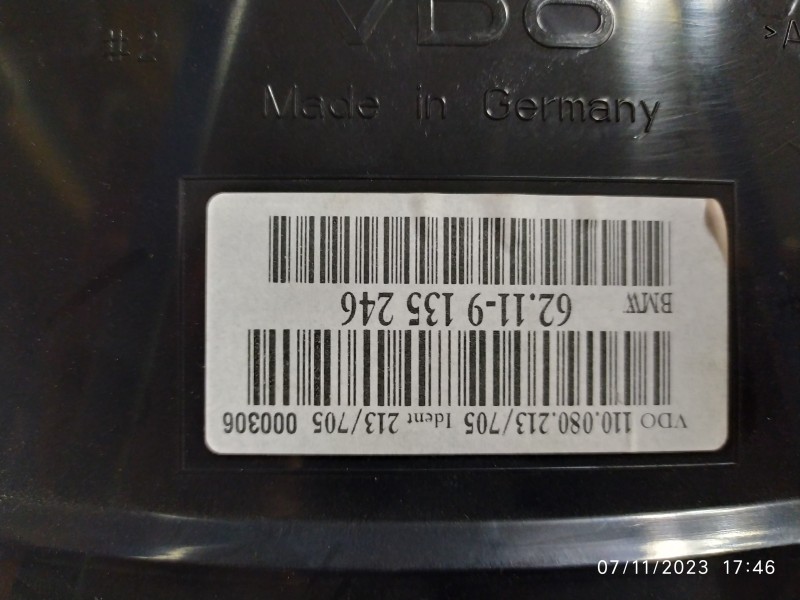 #2
VDO
>A
Made in Germany
VDO 110.080.213/705 Ident 213/705 000306
BMW 62.11-9 135 246
07/11/2023 17:46